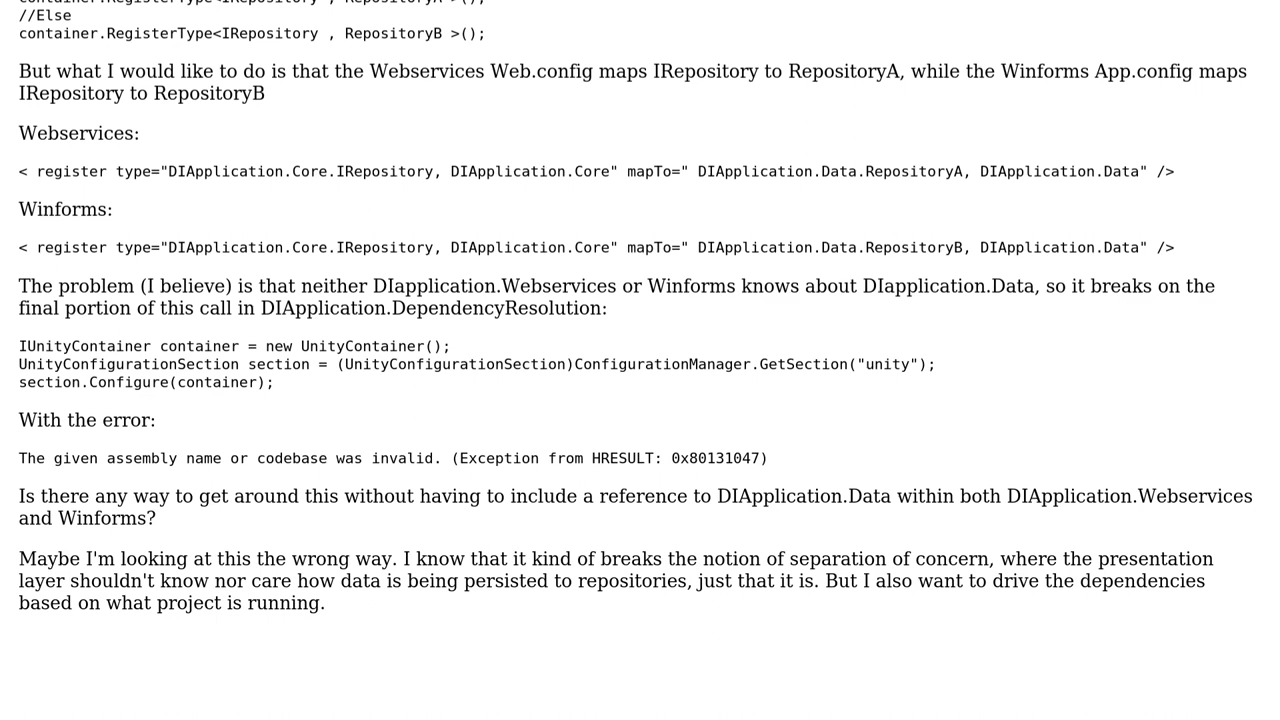 container.RegisterType<IRepository , RepositoryA >();
//Else
container.RegisterType<IRepository , RepositoryB >();
But what I would like to do is that the Webservices Web.config maps IRepository to RepositoryA, while the Winforms App.config maps
IRepository to RepositoryB
Webservices:
< register type="DIApplication.Core.IRepository, DIApplication.Core" mapTo=" DIApplication.Data.RepositoryA, DIApplication.Data" />
Winforms:
< register type="DIApplication.Core.IRepository, DIApplication.Core" mapTo=" DIApplication.Data.RepositoryB, DIApplication.Data" />
The problem (I believe) is that neither DIapplication.Webservices or Winforms knows about DIapplication.Data, so it breaks on the
final portion of this call in DIApplication.DependencyResolution:
IUnityContainer container = new UnityContainer();
UnityConfigurationSection section = (UnityConfigurationSection)ConfigurationManager.GetSection("unity");
section.Configure(container);
With the error:
The given assembly name or codebase was invalid. (Exception from HRESULT: 0x80131047)
Is there any way to get around this without having to include a reference to DIApplication.Data within both DIApplication.Webservices
and Winforms?
Maybe I'm looking at this the wrong way. I know that it kind of breaks the notion of separation of concern, where the presentation
layer shouldn't know nor care how data is being persisted to repositories, just that it is. But I also want to drive the dependencies
based on what project is running.